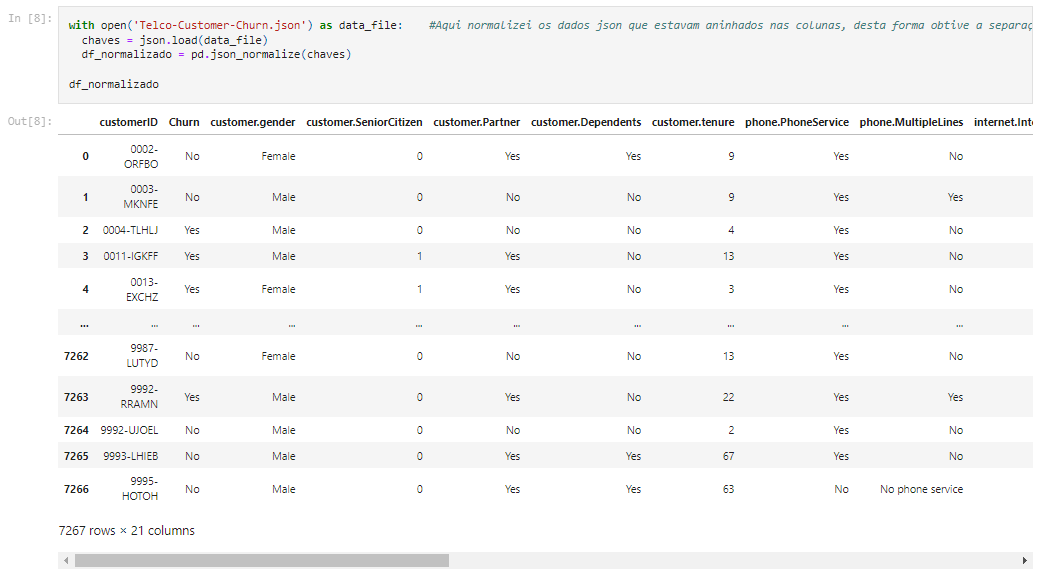 In [8]:
with open('Telco-Customer-Churn.json') as data_file: #Aqui normalizei os dados json que estavam aninhados nas colunas, desta forma obtive a
chaves = json.load(data_file)
df_normalizado = pd.json_normalize(chaves)
df_normalizado
Out[8]:
customerID Churn customer.gender customer.SeniorCitizen customer.Partner customer.Dependents customer.tenure phone.PhoneService phone.MultipleLines
0 0002-ORFBO No Female 0 Yes Yes 9 Yes No
1 0003-MKNFE No Male 0 No No 9 Yes Yes
2 0004-TLHLJ Yes Male 0 No No 4 Yes No
3 0011-IGKFF Yes Male 1 Yes No 13 Yes No
4 0013-EXCHZ Yes Female 1 Yes No 3 Yes No
... ... ... ... ... ... ... ... ... ...
7262 9987-LUTYD No Female 0 No No 13 Yes No
7263 9992-RRAMN Yes Male 0 Yes No 22 Yes Yes
7264 9992-UJOEL No Male 0 No No 2 Yes No
7265 9993-LHIEB No Male 0 Yes Yes 67 Yes No
7266 9995-HOTOH No Male 0 Yes Yes 63 No No phone service
7267 rows × 21 columns